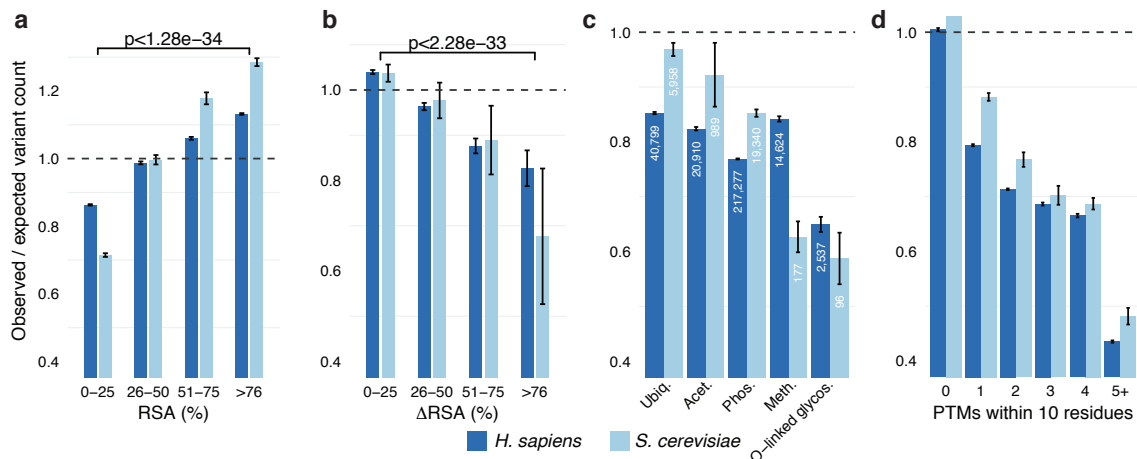 a
b
c
d
p<1.28e−34
p<2.28e−33
Observed / expected variant count
1.2
1.0
0.8
0.6
0.4
0−25
26−50
51−75
>76
RSA (%)
1.0
0.8
0.6
0.4
0−25
26−50
51−75
>76
ΔRSA (%)
1.0
0.8
0.6
0.4
40,799
5,958
20,910
989
217,277
19,340
14,624
177
2,537
96
Ubiq.
Acet.
Phos.
Meth.
O−linked glycos.
1.0
0.8
0.6
0.4
0
1
2
3
4
5+
PTMs within 10 residues
H. sapiens
S. cerevisiae